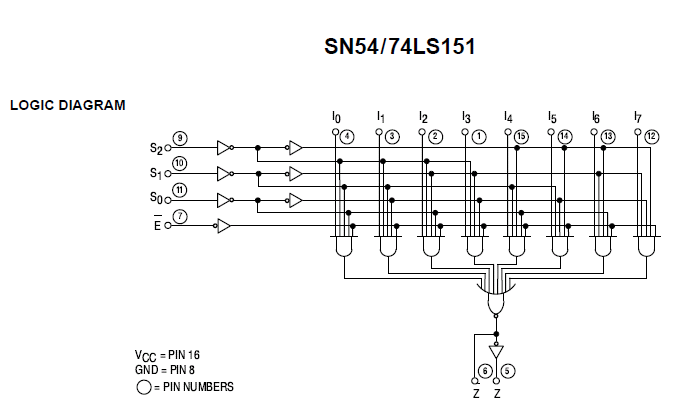 SN54/74LS151
LOGIC DIAGRAM
I0 I1 I2 I3 I4 I5 I6 I7
4 3 2 1 15 14 13 12
9
S2
10
S1
11
S0
7
E̅
VCC = PIN 16
GND = PIN 8
= PIN NUMBERS
6 5
Z̅ Z